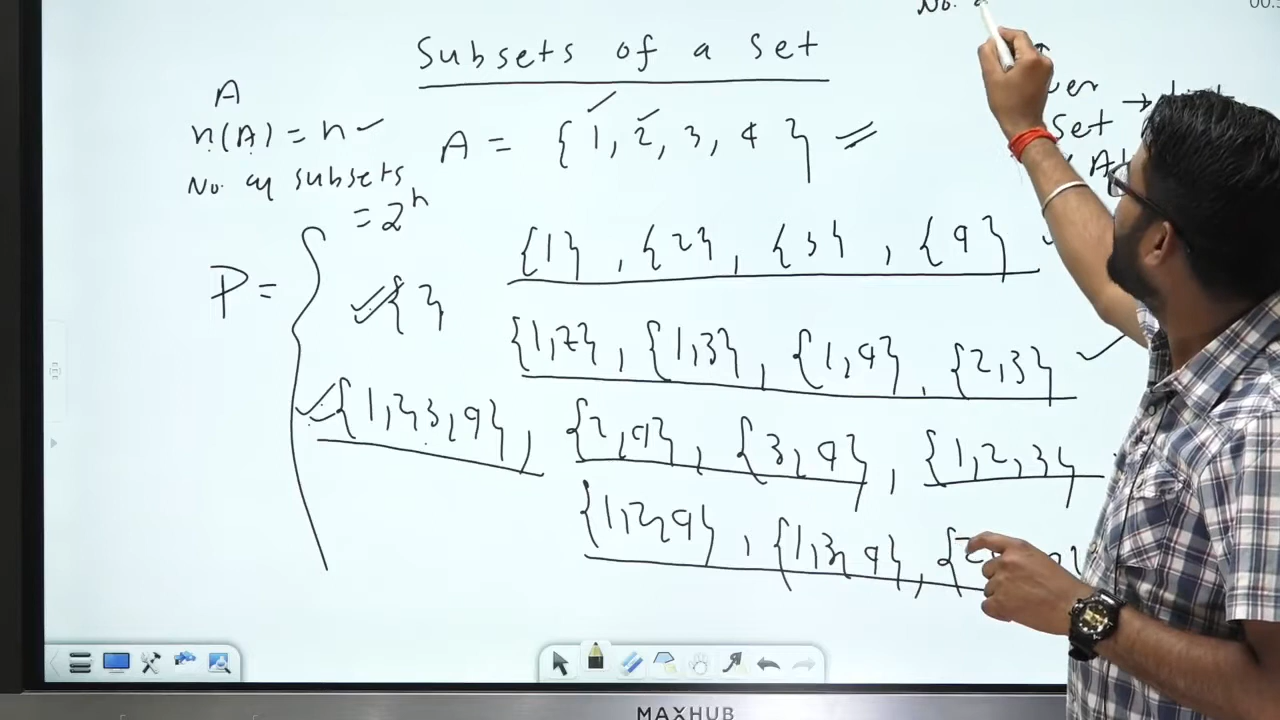 No.
00:
Subsets of a set
A
n(A) = n
No. of subsets
= 2^n
A = {1, 2, 3, 4}
Set
P =
{ }
{1}, {2}, {3}, {4}
{1,2}, {1,3}, {1,4}, {2,3}
{1,2,3,4}, {2,4}, {3,4}, {1,2,3}
{1,2,4}, {1,3,4},
MAXHUB